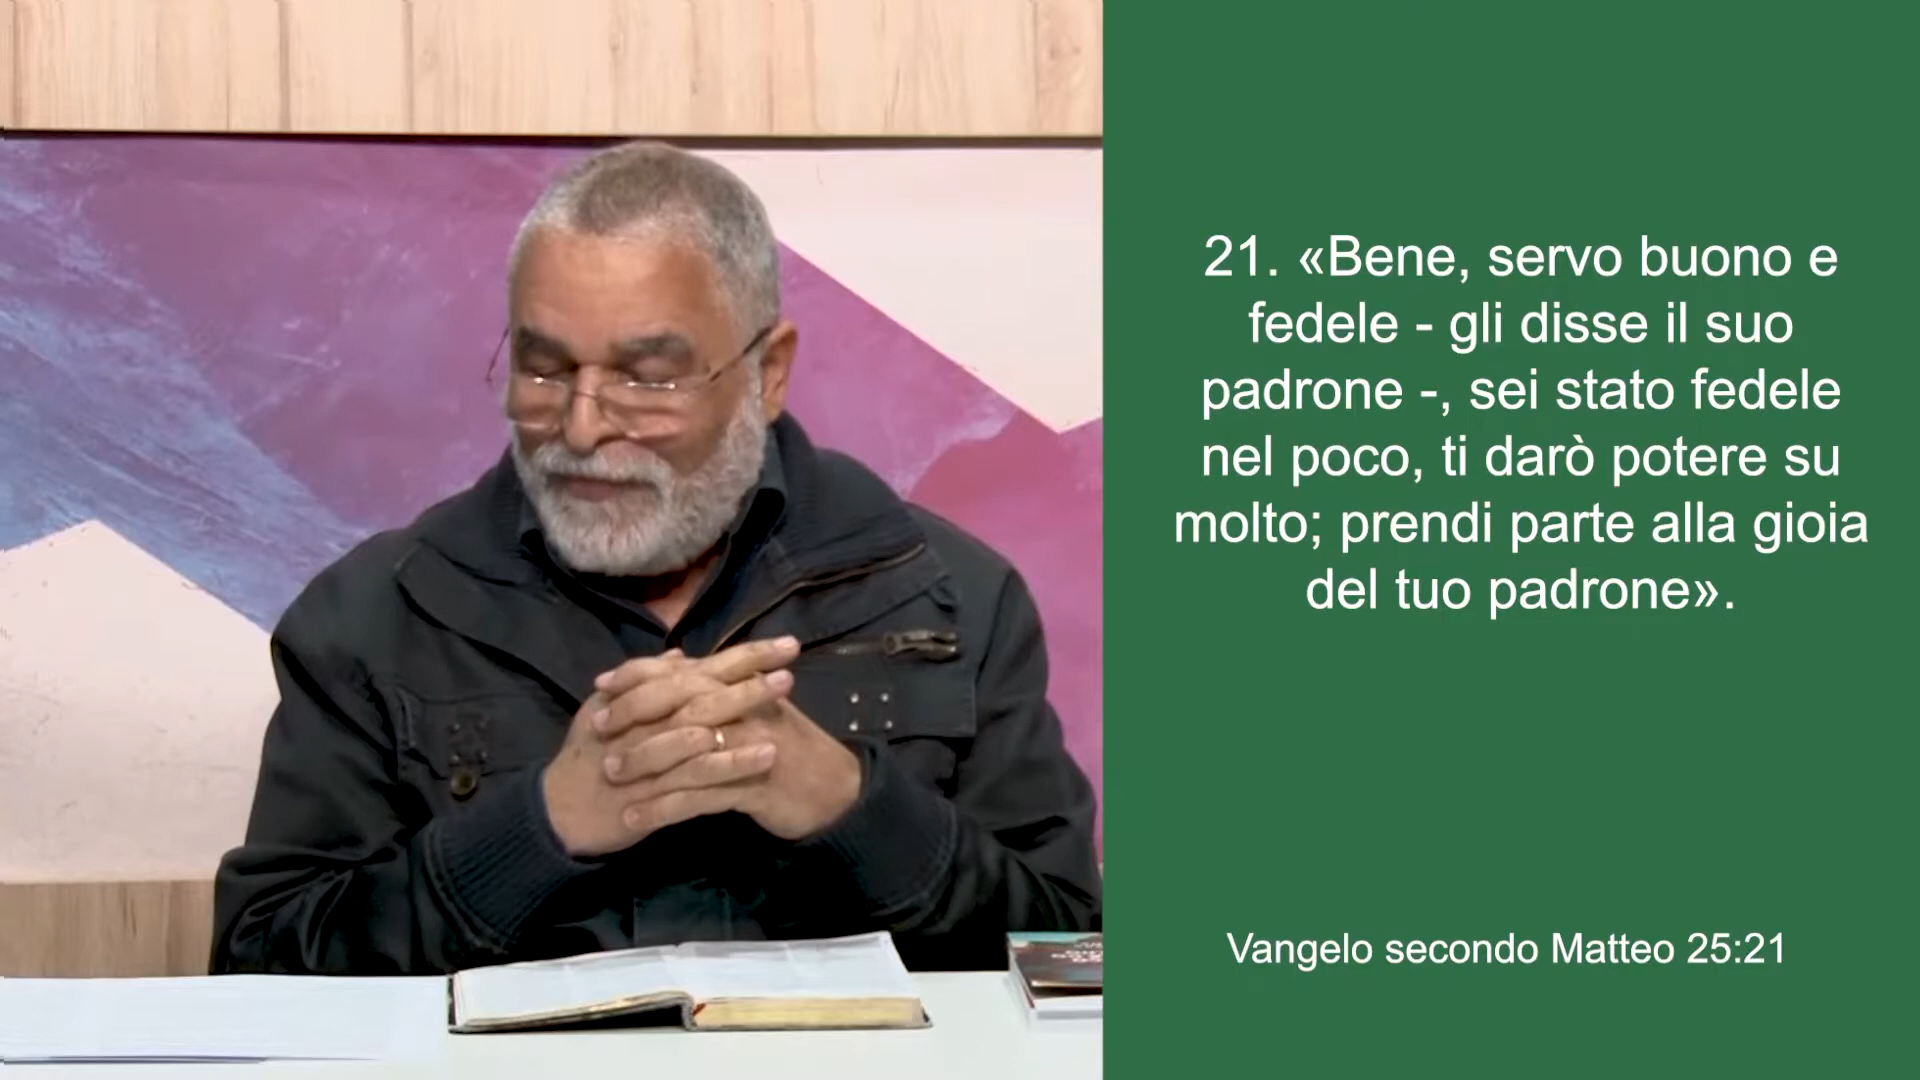 21. «Bene, servo buono e
fedele - gli disse il suo
padrone -, sei stato fedele
nel poco, ti darò potere su
molto; prendi parte alla gioia
del tuo padrone».
Vangelo secondo Matteo 25:21